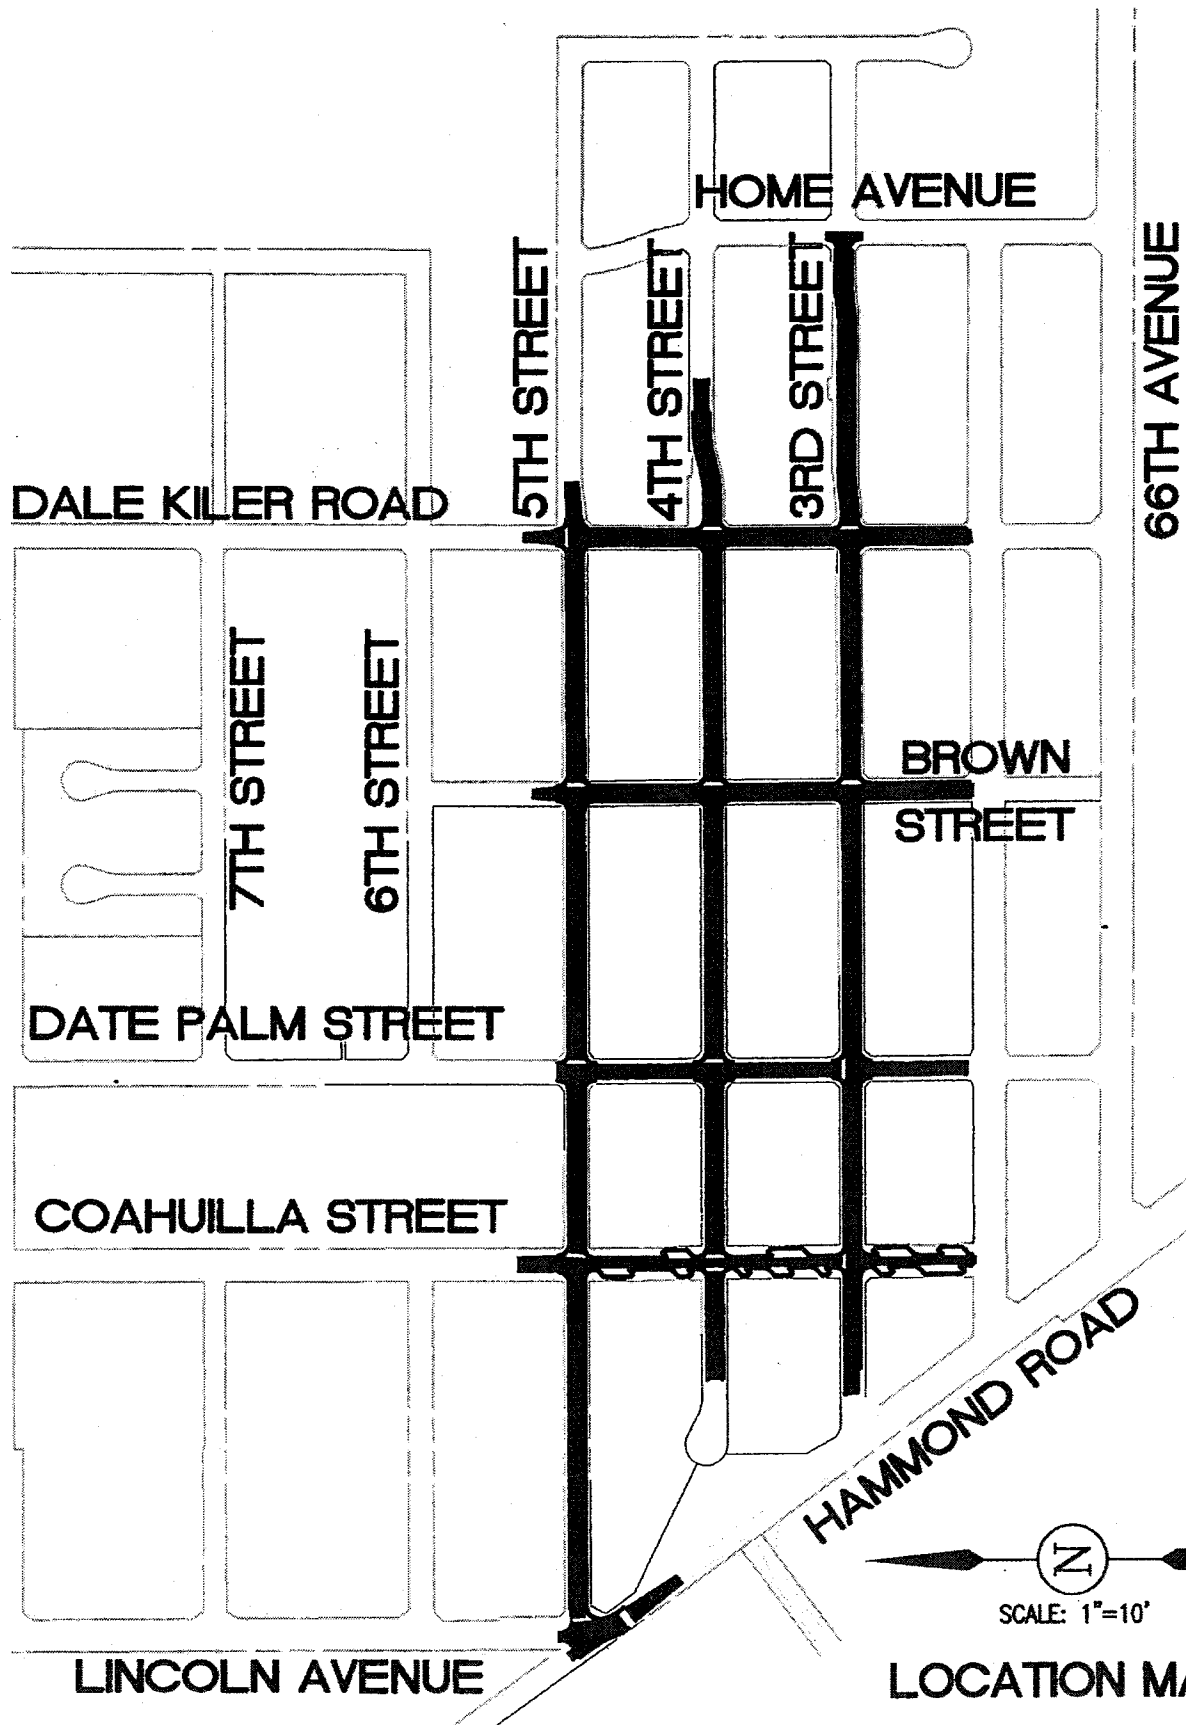 HOME AVENUE
5TH STREET
4TH STREET
3RD STREET
66TH AVENUE
DALE KILER ROAD
7TH STREET
6TH STREET
BROWN
STREET
DATE PALM STREET
COAHUILLA STREET
HAMMOND ROAD
N
SCALE: 1"=10'
LINCOLN AVENUE
LOCATION MA